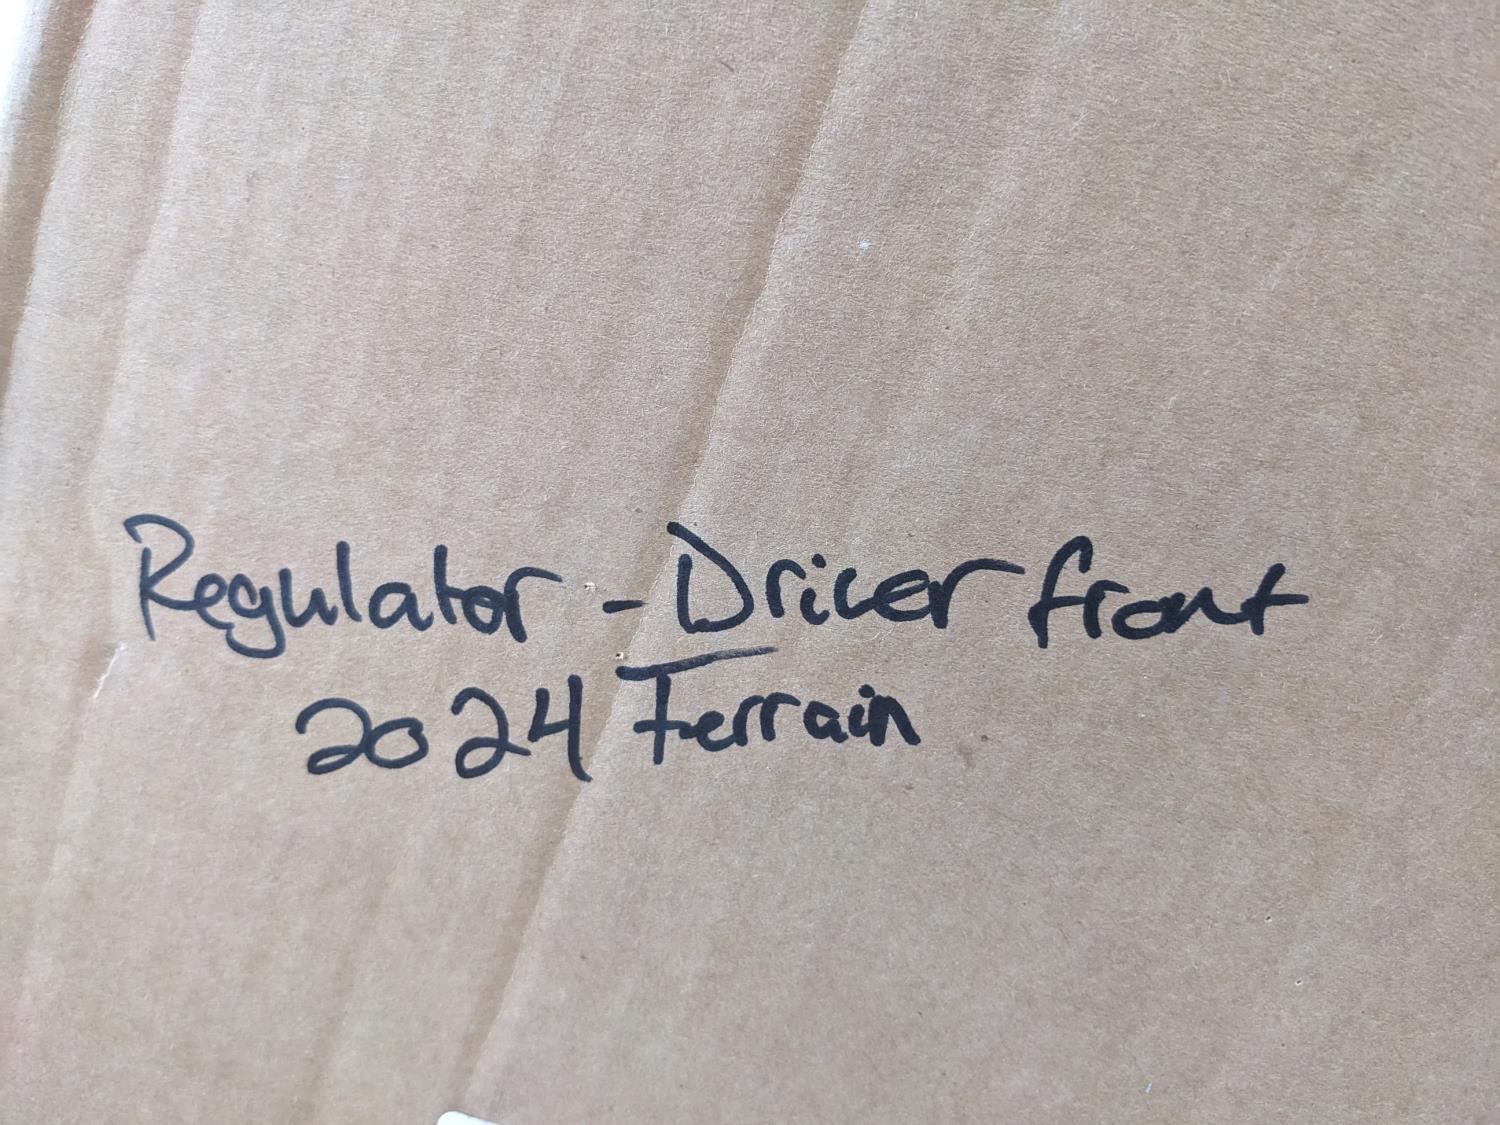 Regulator - Driver front
2024 Terrain